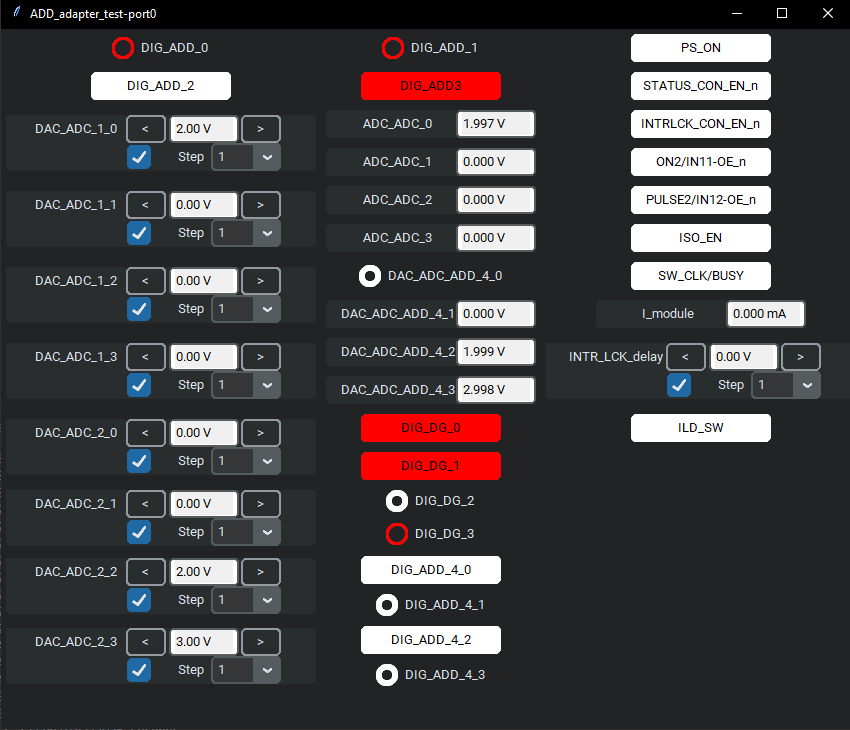 ADD_adapter_test-port0
DIG_ADD_0
DIG_ADD_2
DAC_ADC_1_0 < 2.00 V >
Step 1
DAC_ADC_1_1 < 0.00 V >
Step 1
DAC_ADC_1_2 < 0.00 V >
Step 1
DAC_ADC_1_3 < 0.00 V >
Step 1
DAC_ADC_2_0 < 0.00 V >
Step 1
DAC_ADC_2_1 < 0.00 V >
Step 1
DAC_ADC_2_2 < 2.00 V >
Step 1
DAC_ADC_2_3 < 3.00 V >
Step 1
DIG_ADD_1
DIG_ADD3
ADC_ADC_0 1.997 V
ADC_ADC_1 0.000 V
ADC_ADC_2 0.000 V
ADC_ADC_3 0.000 V
DAC_ADC_ADD_4_0
DAC_ADC_ADD_4_1 0.000 V
DAC_ADC_ADD_4_2 1.999 V
DAC_ADC_ADD_4_3 2.998 V
DIG_DG_0
DIG_DG_1
DIG_DG_2
DIG_DG_3
DIG_ADD_4_0
DIG_ADD_4_1
DIG_ADD_4_2
DIG_ADD_4_3
PS_ON
STATUS_CON_EN_n
INTRLCK_CON_EN_n
ON2/IN11-OE_n
PULSE2/IN12-OE_n
ISO_EN
SW_CLK/BUSY
I_module 0.000 mA
INTR_LCK_delay < 0.00 V >
Step 1
ILD_SW